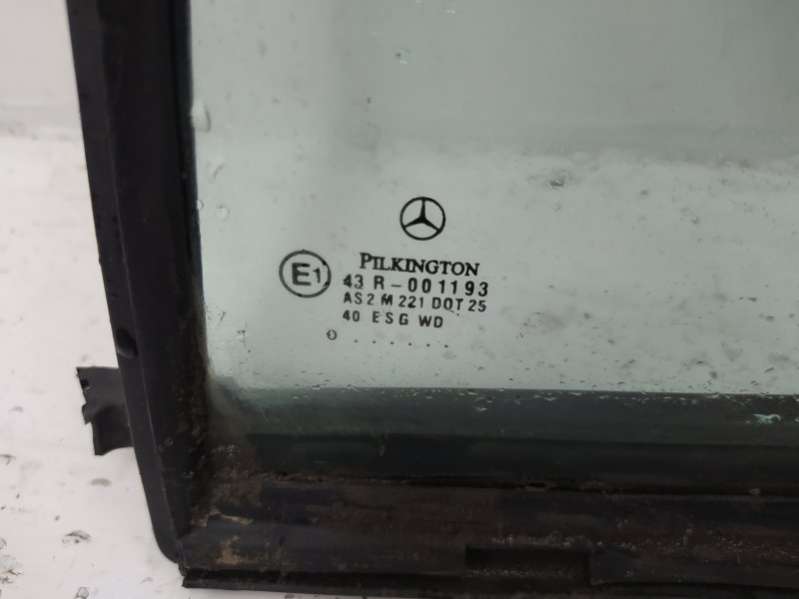 PILKINGTON
E1
43 R-001193
AS2 M 221 DOT 25
40 ESG WD